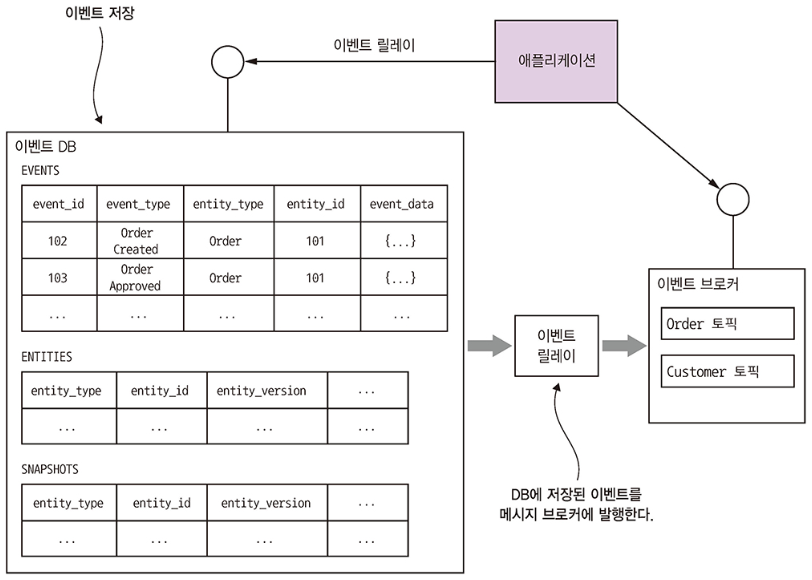 이벤트 저장
이벤트 릴레이
애플리케이션
이벤트 DB
EVENTS
event_id event_type entity_type entity_id event_data
102 Order Created Order 101 {...}
103 Order Approved Order 101 {...}
... ... ... ... ...
ENTITIES
entity_type entity_id entity_version ...
... ... ... ...
SNAPSHOTS
entity_type entity_id entity_version ...
... ... ... ...
이벤트
릴레이
DB에 저장된 이벤트를
메시지 브로커에 발행한다.
이벤트 브로커
Order 토픽
Customer 토픽